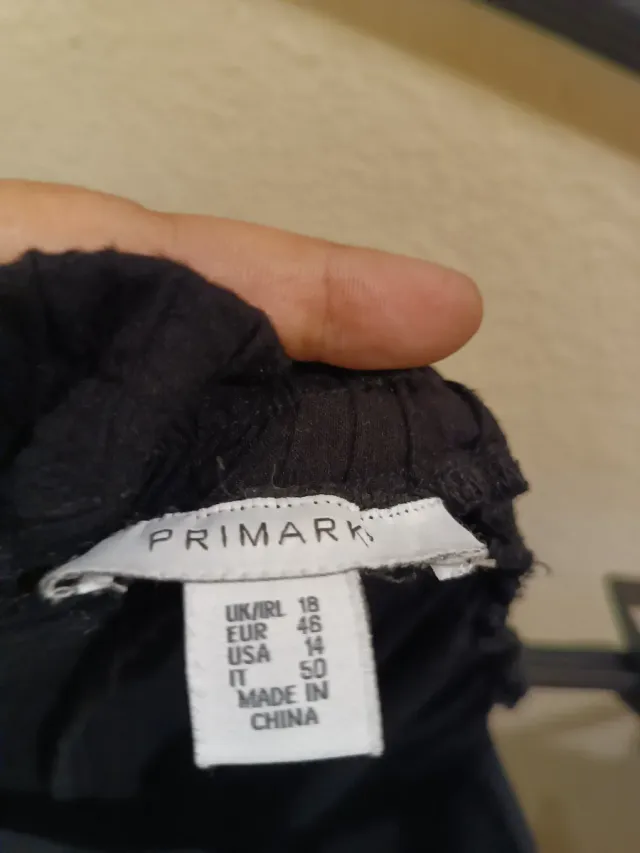 PRIMARK
UK/IRL 18
EUR 46
USA 14
IT 50
MADE IN
CHINA